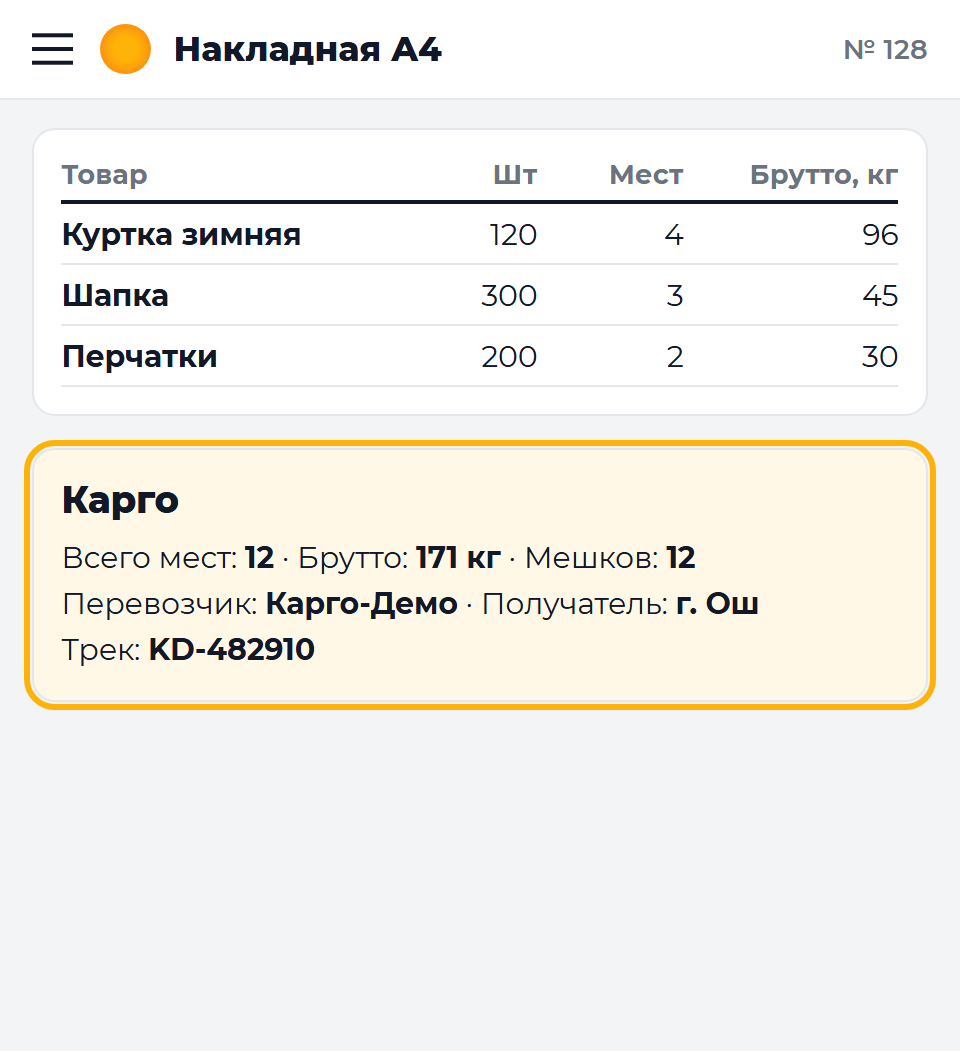 Накладная А4
№ 128
Товар Шт Мест Брутто, кг
Куртка зимняя 120 4 96
Шапка 300 3 45
Перчатки 200 2 30
Карго
Всего мест: 12 · Брутто: 171 кг · Мешков: 12
Перевозчик: Карго-Демо · Получатель: г. Ош
Трек: KD-482910